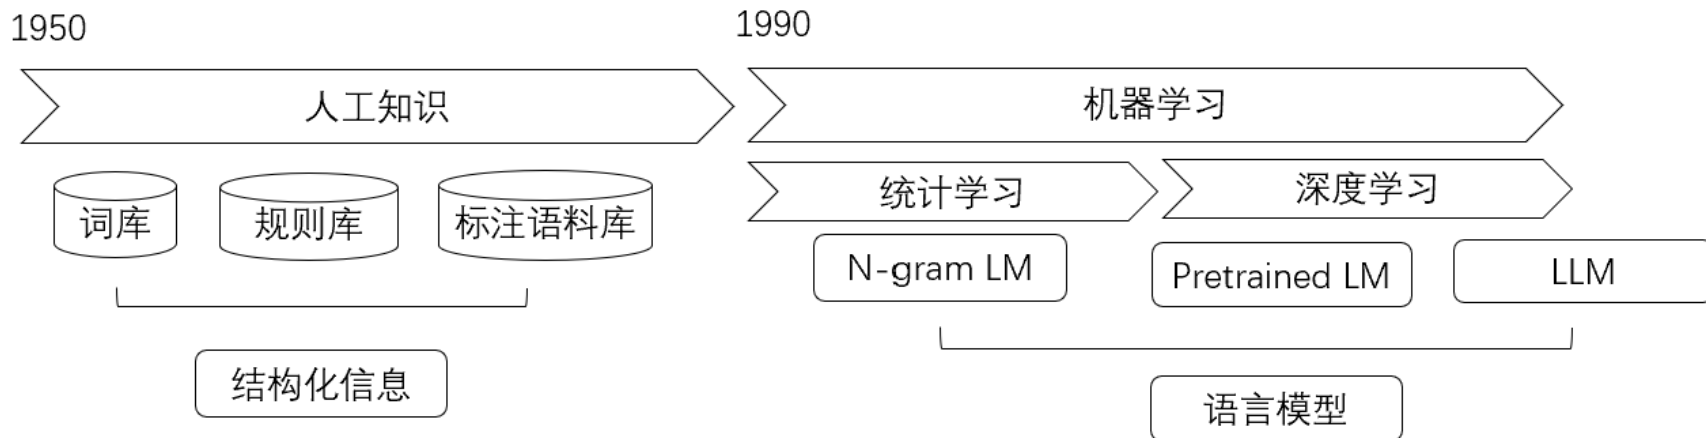 1950
1990
人工知识
机器学习
统计学习
深度学习
词库
规则库
标注语料库
N-gram LM
Pretrained LM
LLM
结构化信息
语言模型